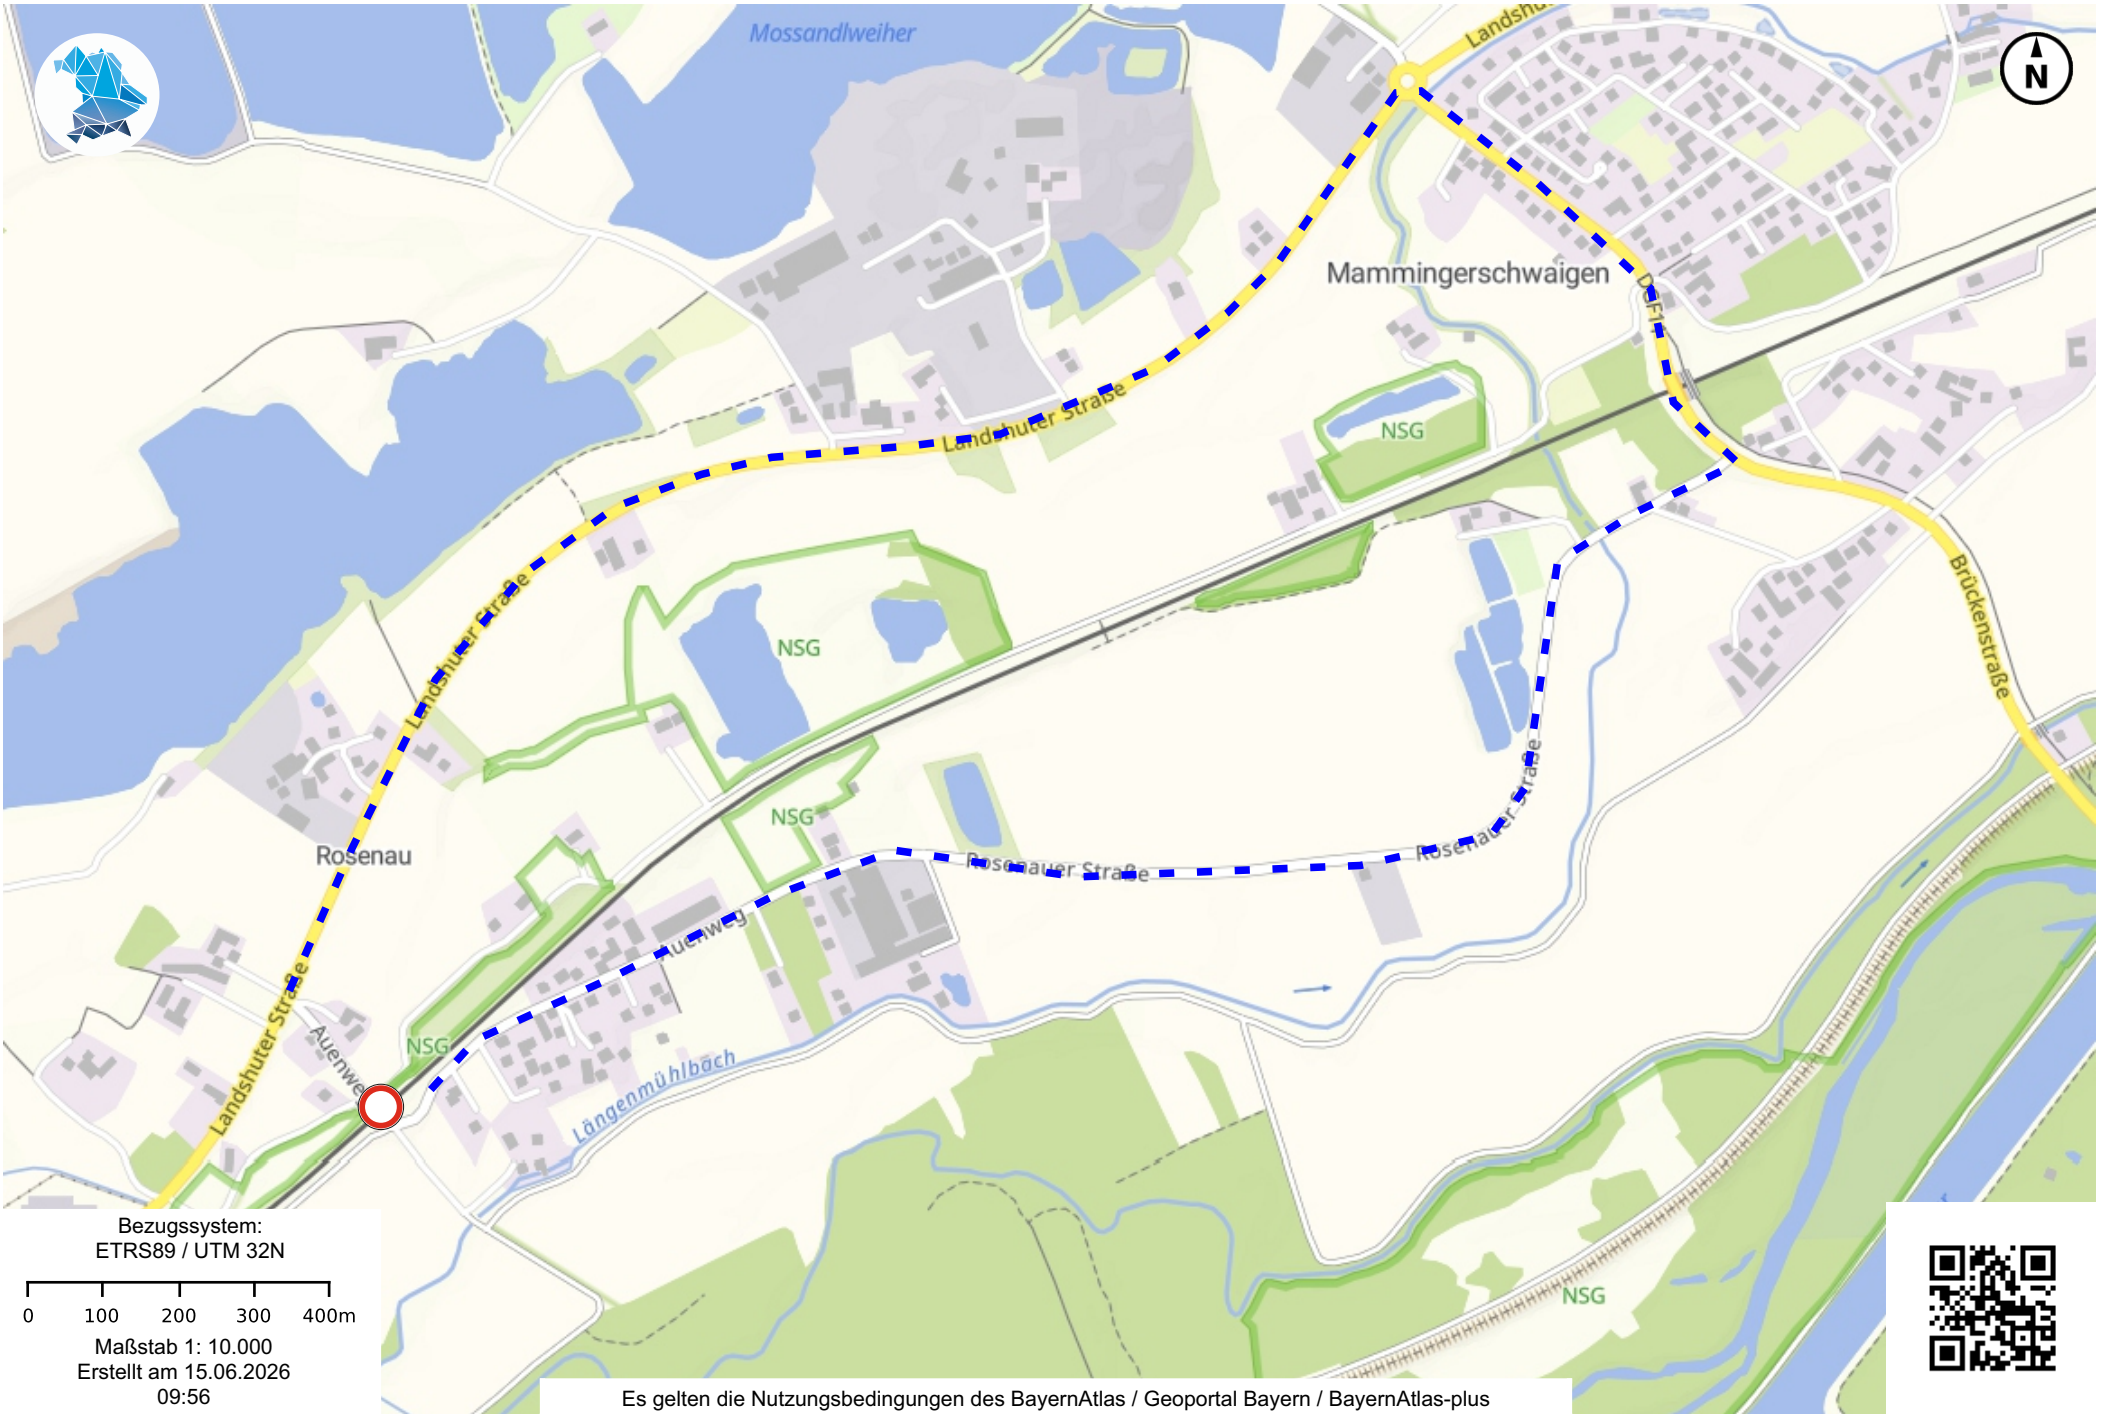 Mossandlweiher
N
Mammingerschwaigen
Landshuter Straße
NSG
Landshuter Straße
Brückenstraße
NSG
Rosenauer Straße
NSG
Rosenau
Rosenauer Straße
Auenweg
Landshuter Straße
NSG
Längenmühlbach
NSG
Bezugssystem:
ETRS89 / UTM 32N
0 100 200 300 400m
Maßstab 1: 10.000
Erstellt am 15.06.2026
09:56
Es gelten die Nutzungsbedingungen des BayernAtlas / Geoportal Bayern / BayernAtlas-plus